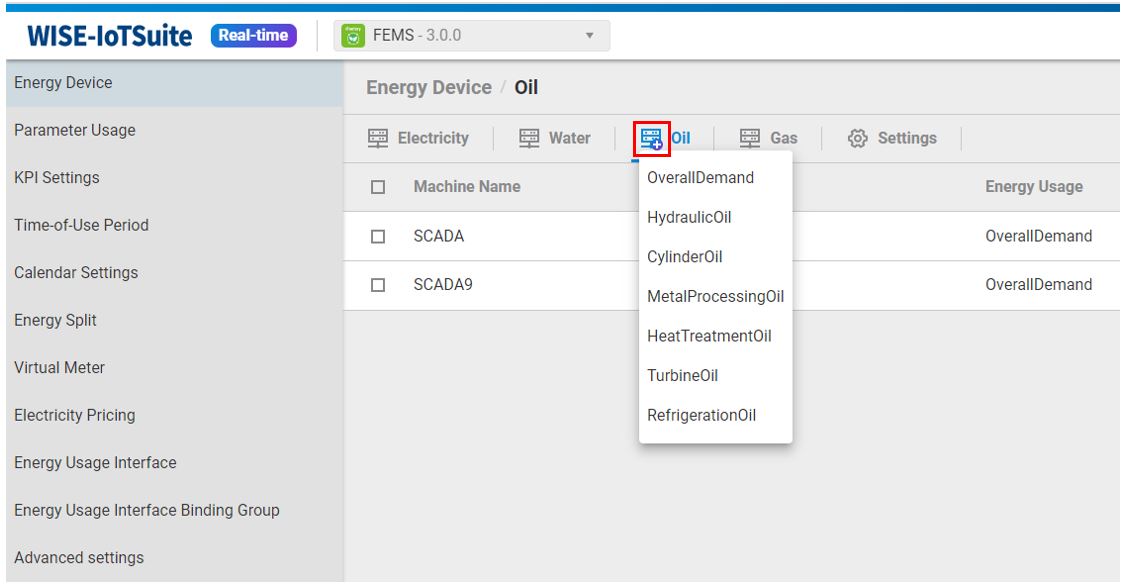 WISE-IoTSuite Real-time FEMS - 3.0.0
Energy Device
Parameter Usage
KPI Settings
Time-of-Use Period
Calendar Settings
Energy Split
Virtual Meter
Electricity Pricing
Energy Usage Interface
Energy Usage Interface Binding Group
Advanced settings
Energy Device / Oil
Electricity Water Oil Gas Settings
Machine Name Energy Usage
SCADA OverallDemand
SCADA9 OverallDemand
OverallDemand
HydraulicOil
CylinderOil
MetalProcessingOil
HeatTreatmentOil
TurbineOil
RefrigerationOil